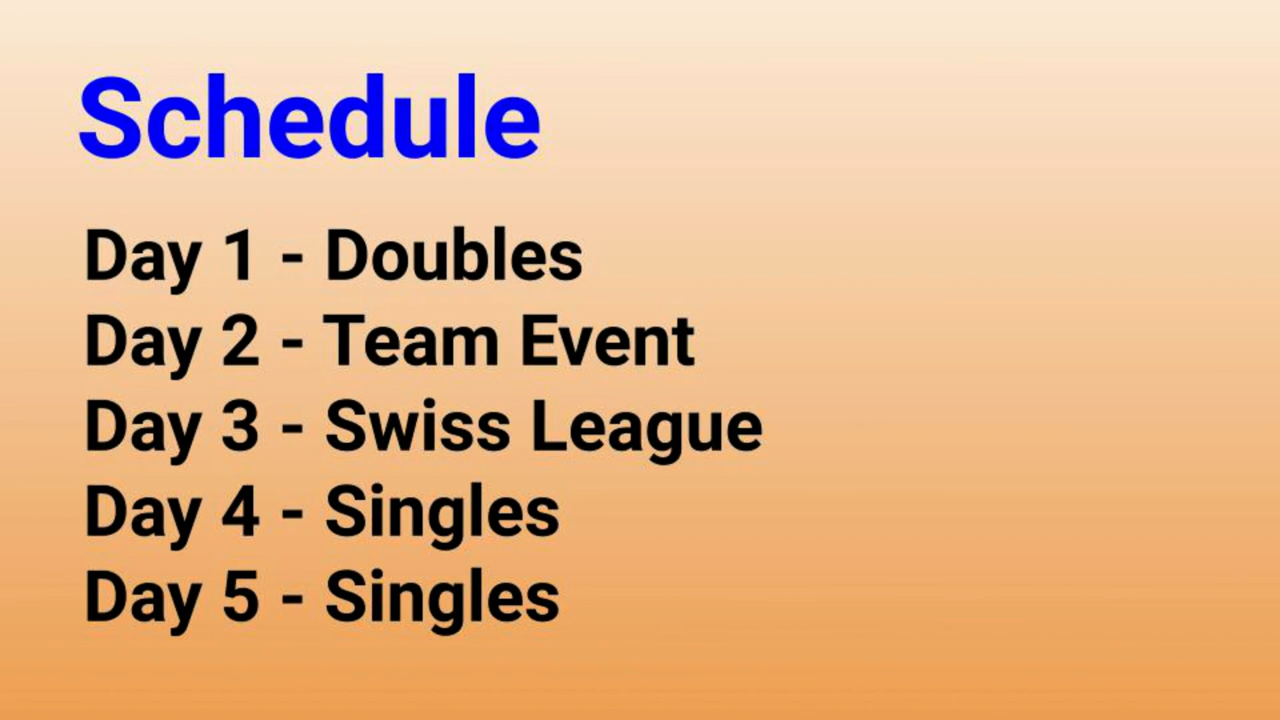 Schedule
Day 1 - Doubles
Day 2 - Team Event
Day 3 - Swiss League
Day 4 - Singles
Day 5 - Singles